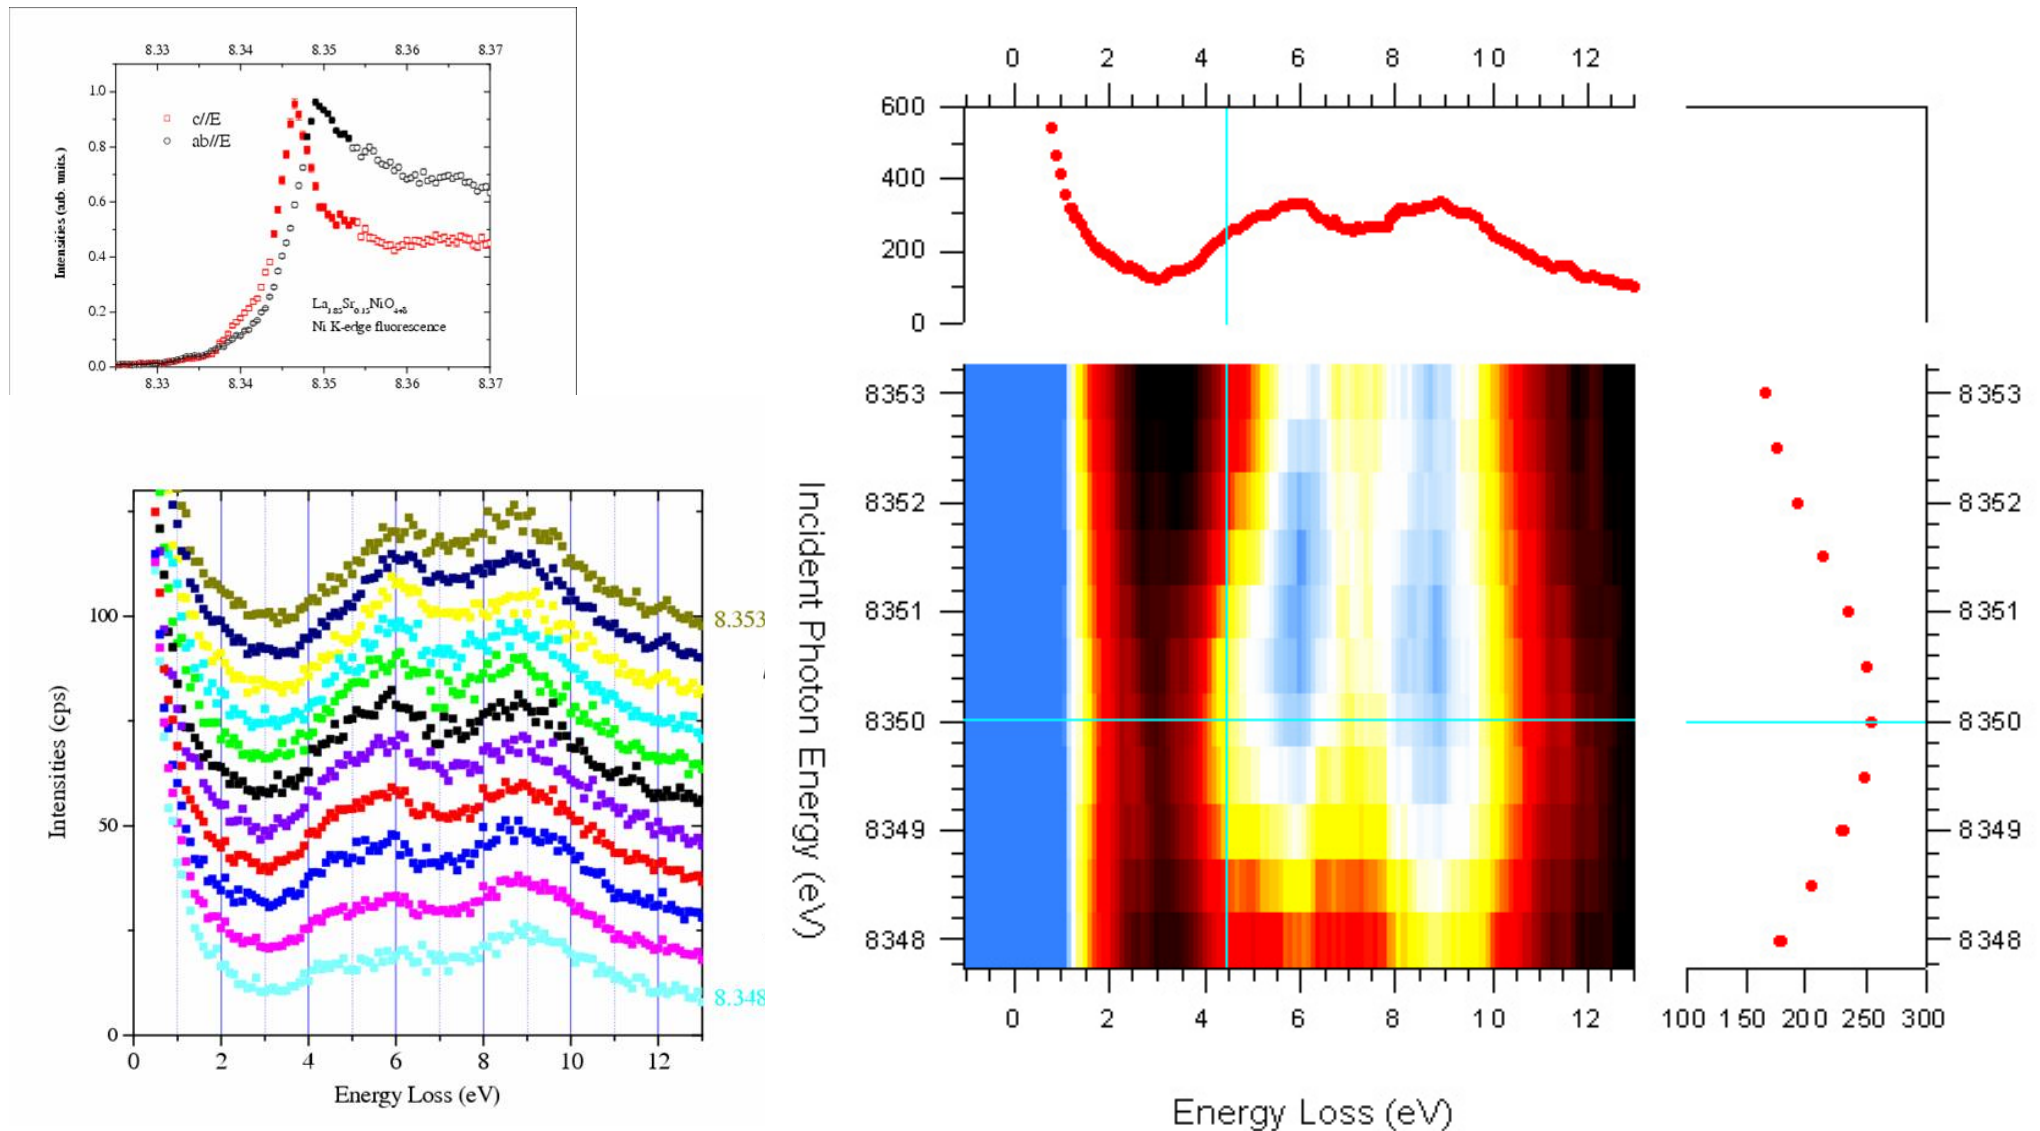 8.33 8.34 8.35 8.36 8.37
1.0
0.8
0.6
0.4
0.2
0.0
Intensities (ab. units.)
c//E
ab//E
La1.85Sr0.15NiO4+δ
Ni K-edge fluorescence
8.33 8.34 8.35 8.36 8.37
100
50
0
Intensities (cps)
8.353
8.348
0 2 4 6 8 10 12
Energy Loss (eV)
0 2 4 6 8 10 12
600
400
200
0
Incident Photon Energy (eV)
8353
8352
8351
8350
8349
8348
0 2 4 6 8 10 12
Energy Loss (eV)
8353
8352
8351
8350
8349
8348
100 150 200 250 300